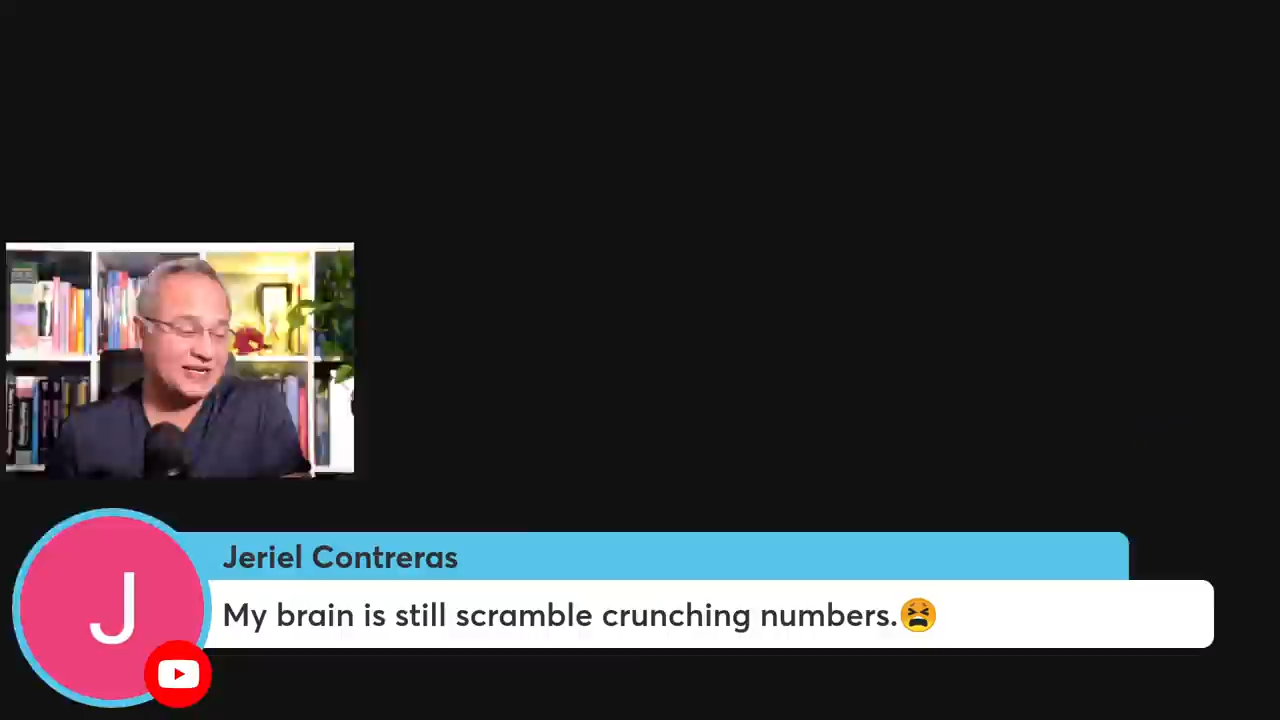 Jeriel Contreras
My brain is still scramble crunching numbers.😫
J